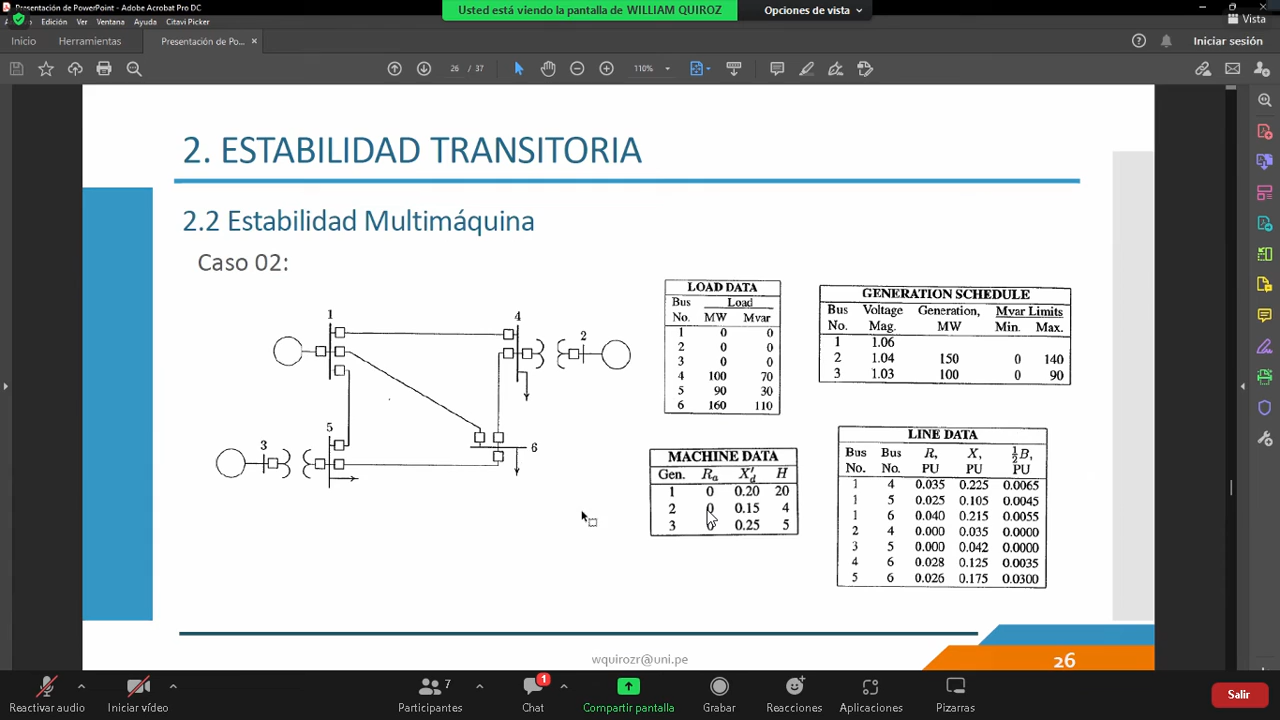 Presentación de PowerPoint - Adobe Acrobat Pro DC
Usted está viendo la pantalla de WILLIAM QUIROZ
Opciones de vista
Edición Ver Ventana Ayuda Citavi Picker
Vista
Inicio
Herramientas
Presentación de Po...
Iniciar sesión
26 / 37
110%
2. ESTABILIDAD TRANSITORIA
2.2 Estabilidad Multimáquina
Caso 02:
1
4
2
3
5
6
LOAD DATA
Bus Load
No. MW Mvar
1 0 0
2 0 0
3 0 0
4 100 70
5 90 30
6 160 110
GENERATION SCHEDULE
Bus Voltage Generation, Mvar Limits
No. Mag. MW Min. Max.
1 1.06
2 1.04 150 0 140
3 1.03 100 0 90
MACHINE DATA
Gen. Ra X'd H
1 0 0.20 20
2 0 0.15 4
3 0 0.25 5
LINE DATA
Bus Bus R, X, ½B,
No. No. PU PU PU
1 4 0.035 0.225 0.0065
1 5 0.025 0.105 0.0045
1 6 0.040 0.215 0.0055
2 4 0.000 0.035 0.0000
3 5 0.000 0.042 0.0000
4 6 0.028 0.125 0.0035
5 6 0.026 0.175 0.0300
wquirozr@uni.pe
26
7
1
Reactivar audio
Iniciar vídeo
Participantes
Chat
Compartir pantalla
Grabar
Reacciones
Aplicaciones
Pizarras
Salir